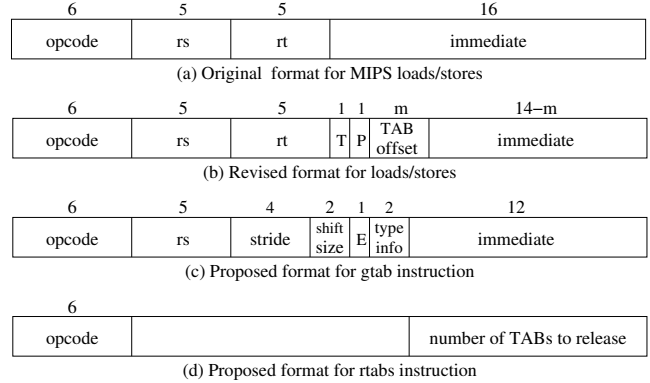 6 5 5 16
opcode rs rt immediate
(a) Original format for MIPS loads/stores
6 5 5 1 1 m 14−m
opcode rs rt T P TAB offset immediate
(b) Revised format for loads/stores
6 5 4 2 1 2 12
opcode rs stride shift size E type info immediate
(c) Proposed format for gtab instruction
6
opcode number of TABs to release
(d) Proposed format for rtabs instruction